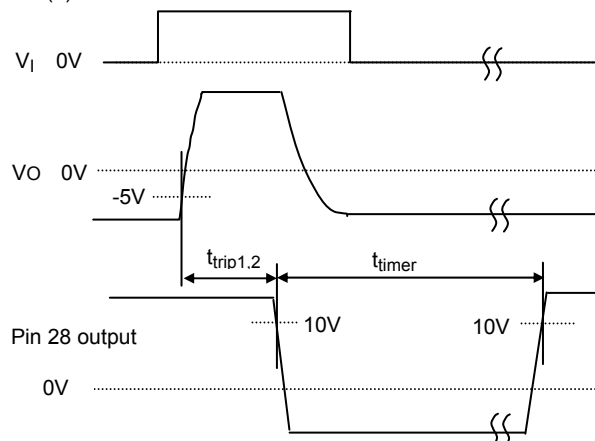 VI 0V
VO 0V
-5V
ttrip1,2
ttimer
10V
10V
Pin 28 output
0V